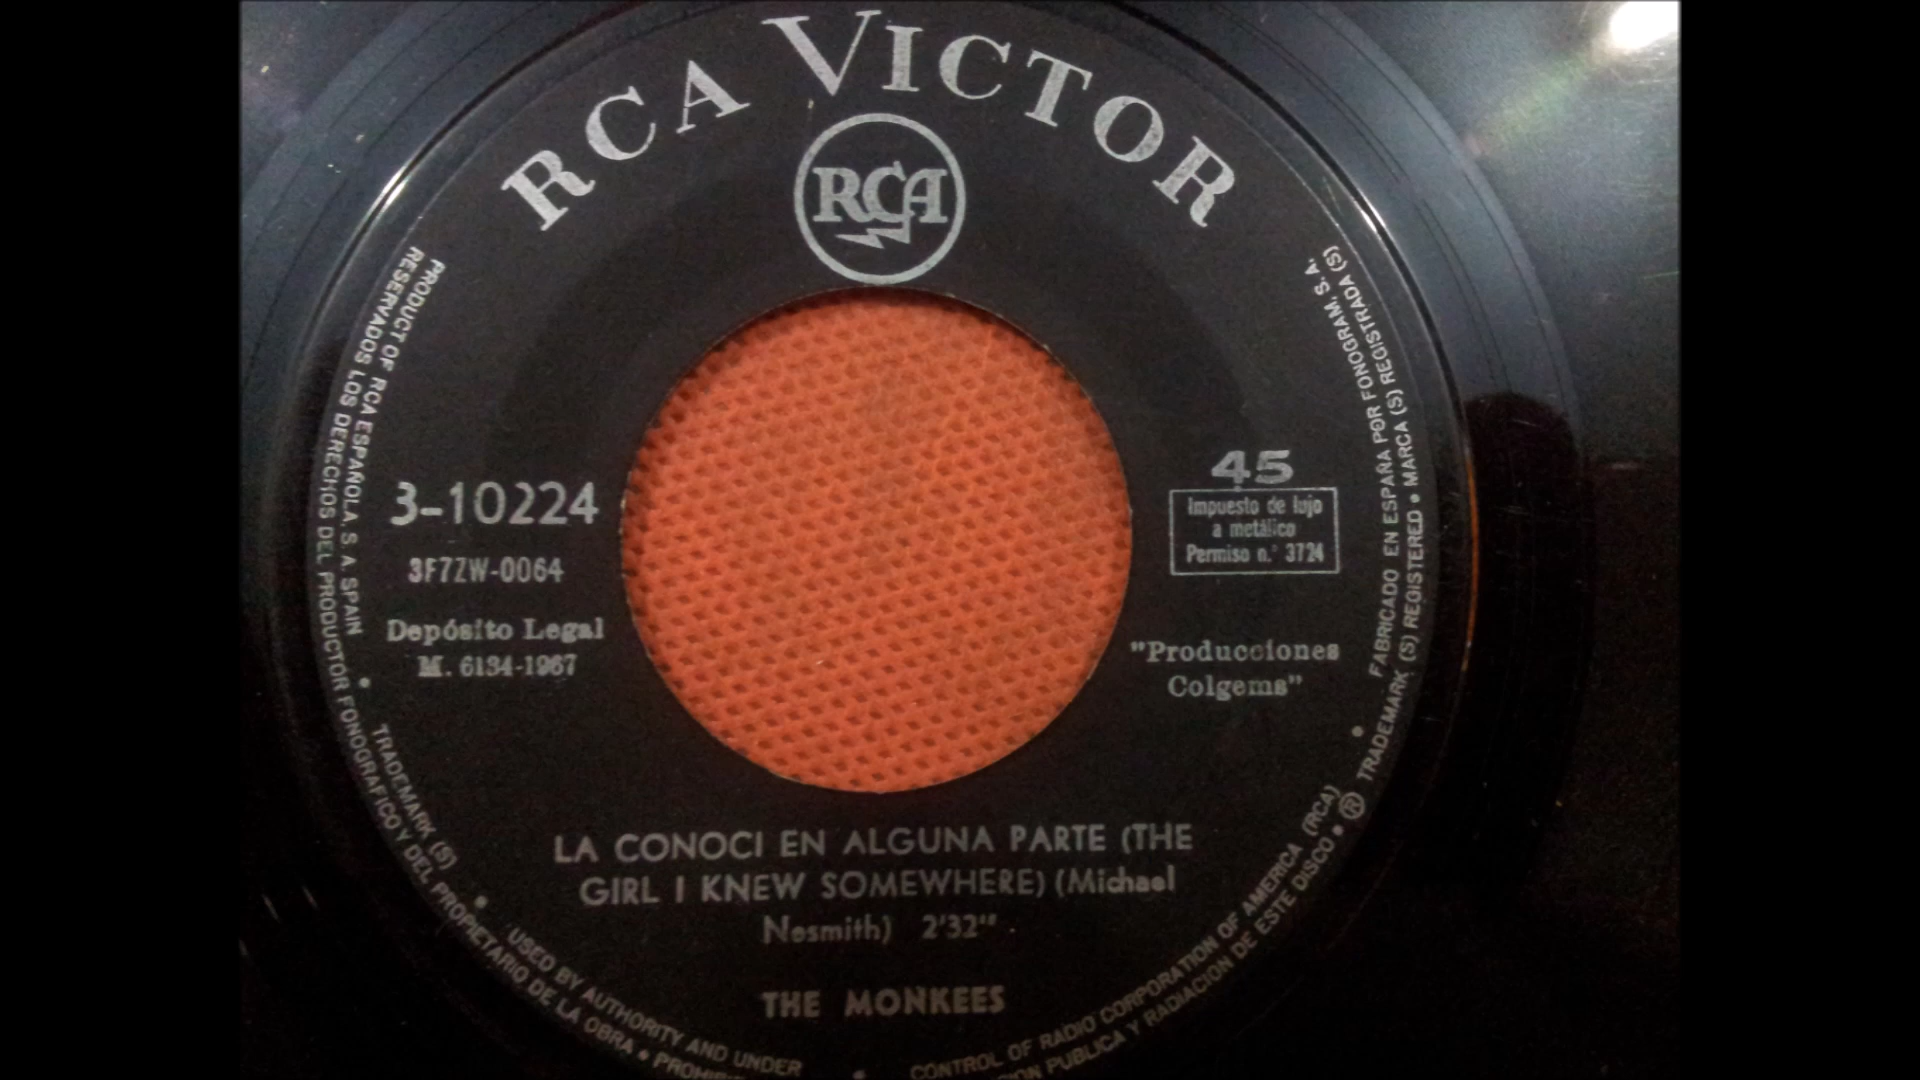 RCA VICTOR
RCA
3-10224
3F7ZW-0064
Depósito Legal
M. 6134-1967
45
Impuesto de lujo
a metálico
Permiso n.° 3724
"Producciones
Colgems"
LA CONOCI EN ALGUNA PARTE (THE
GIRL I KNEW SOMEWHERE) (Michael
Nesmith) 2'32"
THE MONKEES
PRODUCT OF RCA ESPAÑOLA, S. A. SPAIN • TRADEMARK (S) • USED BY AUTHORITY AND UNDER • CONTROL OF RADIO CORPORATION OF AMERICA (RCA) • FABRICADO EN ESPAÑA POR FONOGRAM, S. A.
RESERVADOS LOS DERECHOS DEL PRODUCTOR FONOGRAFICO Y DEL PROPIETARIO DE LA OBRA • PUBLICA Y RADIACION DE ESTE DISCO • ® TRADEMARK (S) REGISTERED • MARCA (S) REGISTRADA (S)